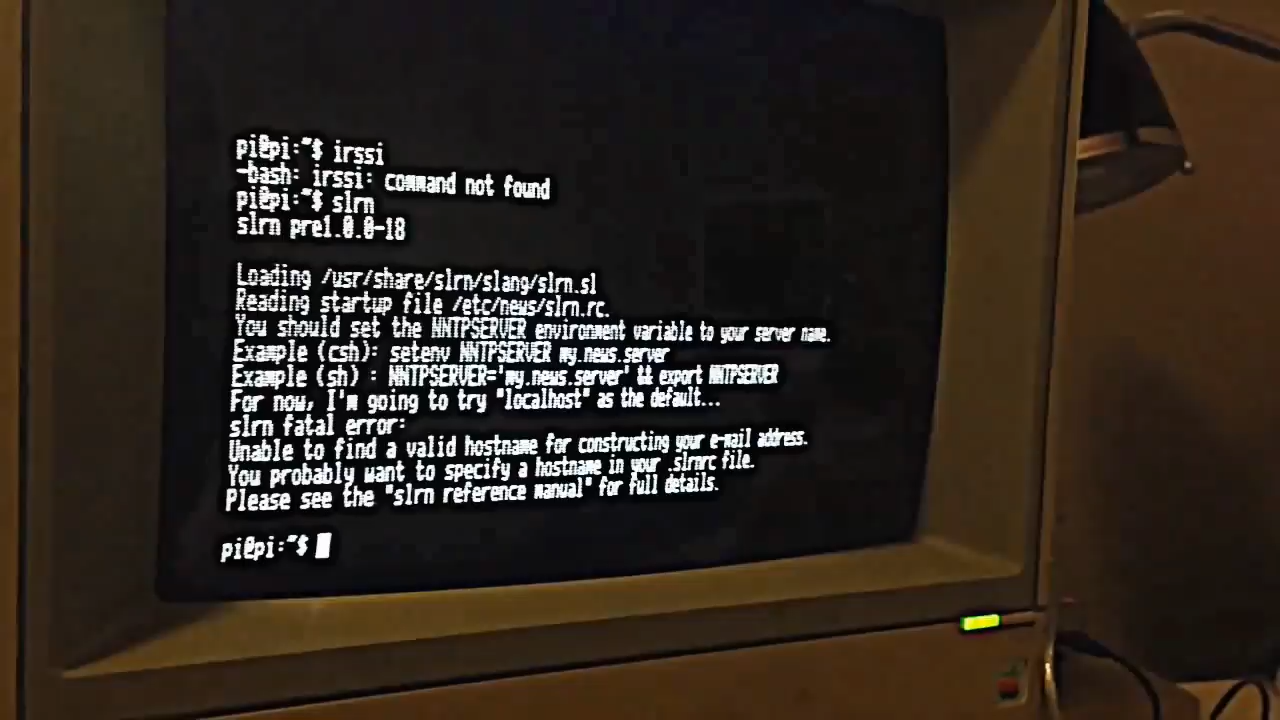 pi@pi:~$ irssi
-bash: irssi: command not found
pi@pi:~$ slrn
slrn pre1.0.0-18
Loading /usr/share/slrn/slang/slrn.sl
Reading startup file /etc/news/slrn.rc.
You should set the NNTPSERVER environment variable to your server name.
Example (csh): setenv NNTPSERVER my.news.server
Example (sh) : NNTPSERVER='my.news.server' && export NNTPSERVER
For now, I'm going to try "localhost" as the default...
slrn fatal error:
Unable to find a valid hostname for constructing your e-mail address.
You probably want to specify a hostname in your .slrnrc file.
Please see the "slrn reference manual" for full details.
pi@pi:~$